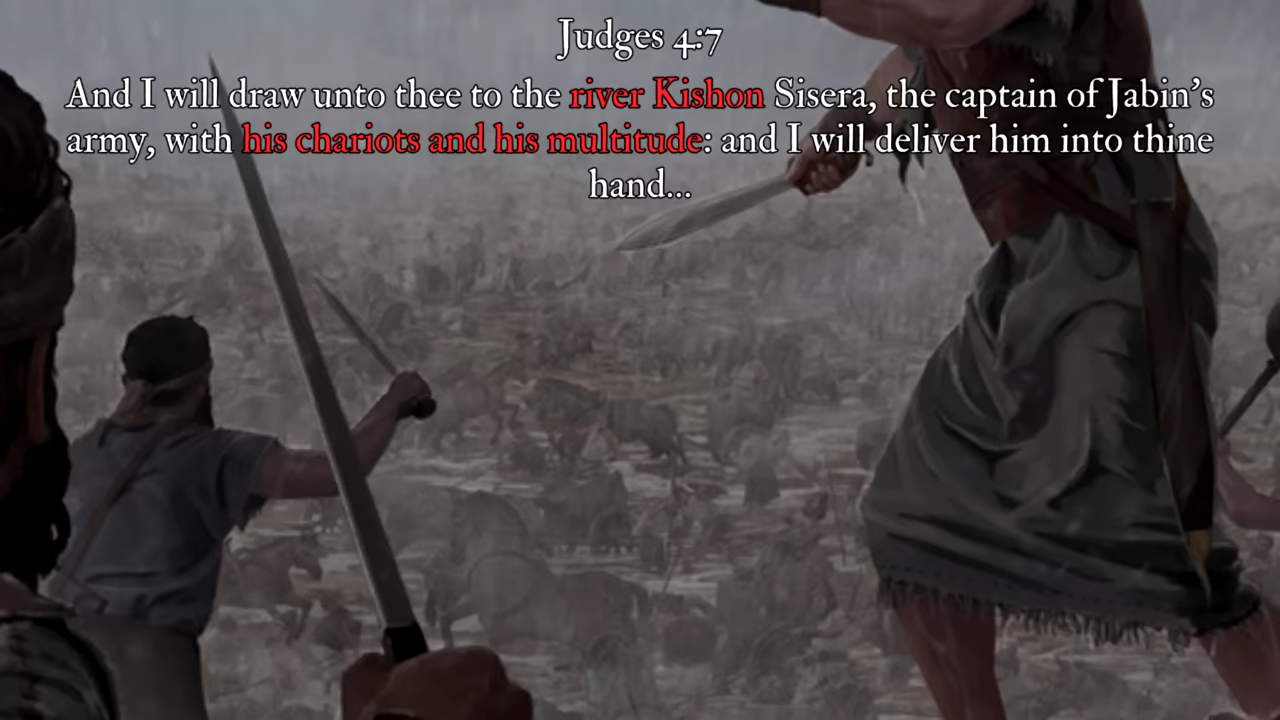 Judges 4:7
And I will draw unto thee to the river Kishon Sisera, the captain of Jabin's
army, with his chariots and his multitude: and I will deliver him into thine
hand...